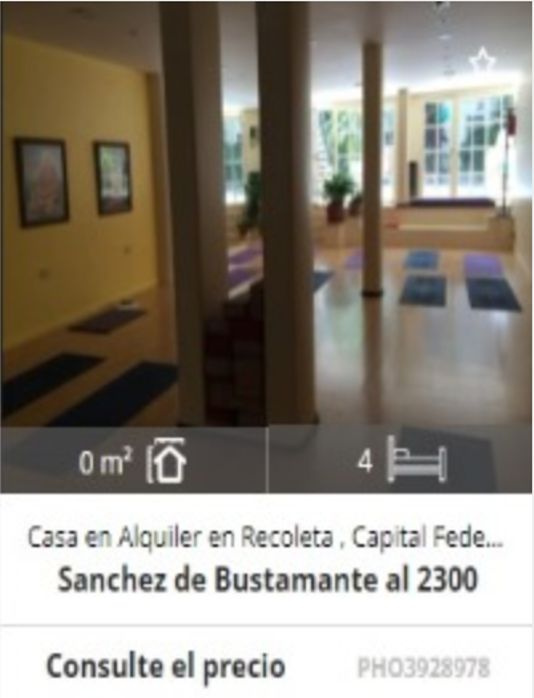 0 m²
4
Casa en Alquiler en Recoleta , Capital Fede...
Sanchez de Bustamante al 2300
Consulte el precio
PHO3928978